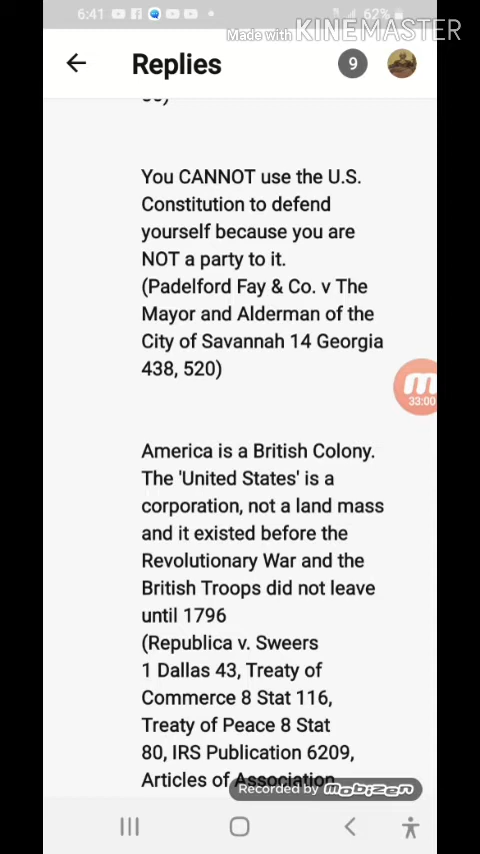 6:41
62%
Made with KINEMASTER
Replies
9
You CANNOT use the U.S.
Constitution to defend
yourself because you are
NOT a party to it.
(Padelford Fay & Co. v The
Mayor and Alderman of the
City of Savannah 14 Georgia
438, 520)
33:00
America is a British Colony.
The 'United States' is a
corporation, not a land mass
and it existed before the
Revolutionary War and the
British Troops did not leave
until 1796
(Republica v. Sweers
1 Dallas 43, Treaty of
Commerce 8 Stat 116,
Treaty of Peace 8 Stat
80, IRS Publication 6209,
Articles of Association
Recorded by mobizen